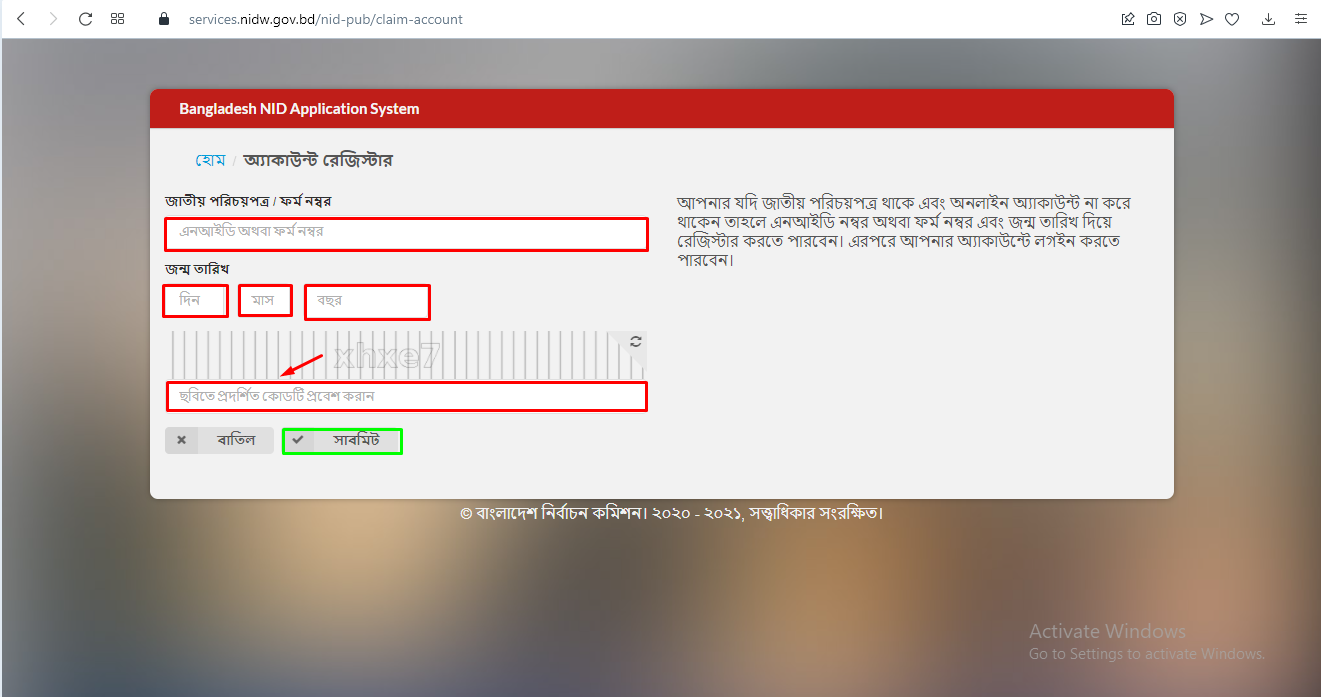 services.nidw.gov.bd/nid-pub/claim-account
Bangladesh NID Application System
হোম / অ্যাকাউন্ট রেজিস্টার
জাতীয় পরিচয়পত্র / ফর্ম নম্বর
এনআইডি অথবা ফর্ম নম্বর
জন্ম তারিখ
দিন মাস বছর
xhxe7
ছবিতে প্রদর্শিত কোডটি প্রবেশ করান
বাতিল সাবমিট
আপনার যদি জাতীয় পরিচয়পত্র থাকে এবং অনলাইন অ্যাকাউন্ট না করে
থাকেন তাহলে এনআইডি নম্বর অথবা ফর্ম নম্বর এবং জন্ম তারিখ দিয়ে
রেজিস্টার করতে পারবেন। এরপরে আপনার অ্যাকাউন্টে লগইন করতে
পারবেন।
© বাংলাদেশ নির্বাচন কমিশন। ২০২০ - ২০২১, সত্ত্বাধিকার সংরক্ষিত।
Activate Windows
Go to Settings to activate Windows.